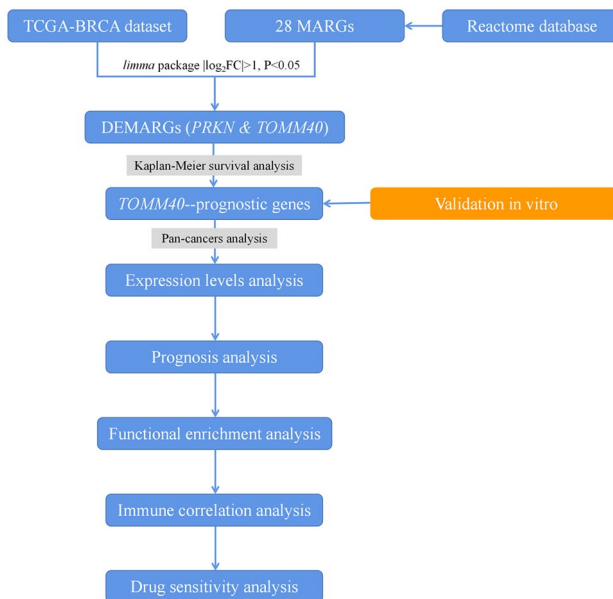 TCGA-BRCA dataset
28 MARGs
Reactome database
limma package |log₂FC|>1, P<0.05
DEMARGs (PRKN & TOMM40)
Kaplan-Meier survival analysis
TOMM40--prognostic genes
Validation in vitro
Pan-cancers analysis
Expression levels analysis
Prognosis analysis
Functional enrichment analysis
Immune correlation analysis
Drug sensitivity analysis